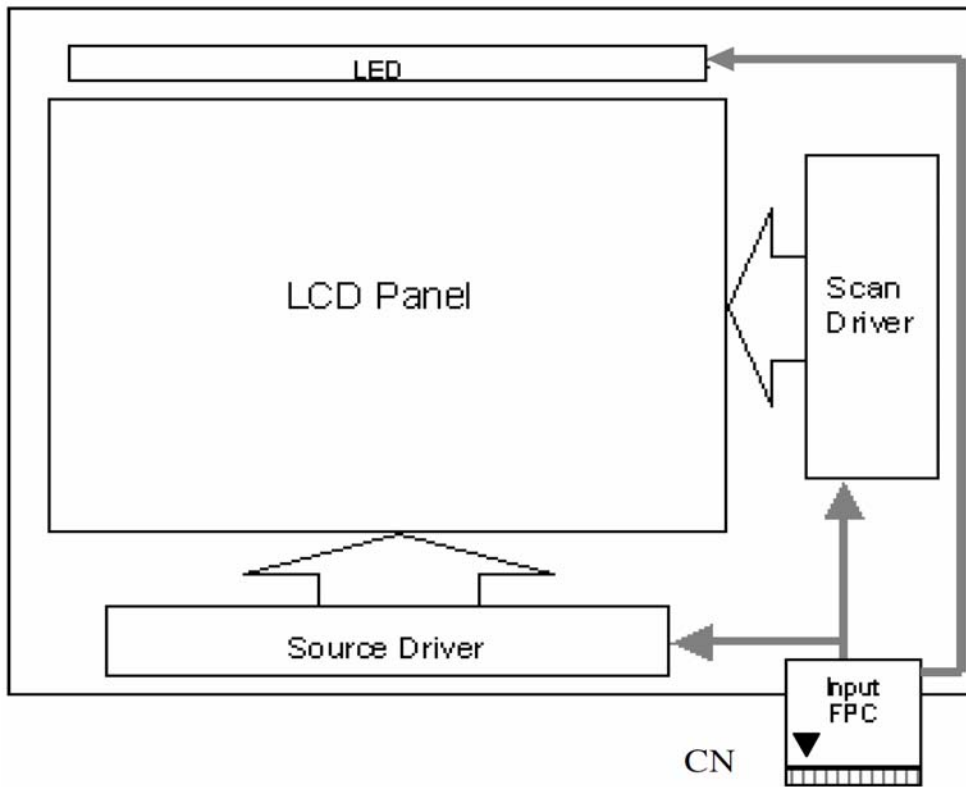 LED
LCD Panel
Scan
Driver
Source Driver
Input
FPC
CN